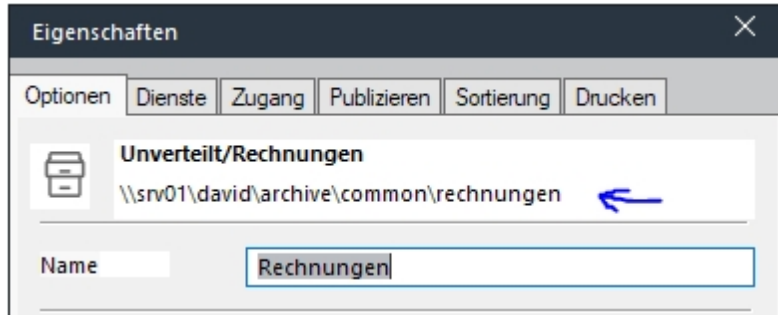 Eigenschaften
Optionen Dienste Zugang Publizieren Sortierung Drucken
Unverteilt/Rechnungen
\\srv01\david\archive\common\rechnungen
Name Rechnungen